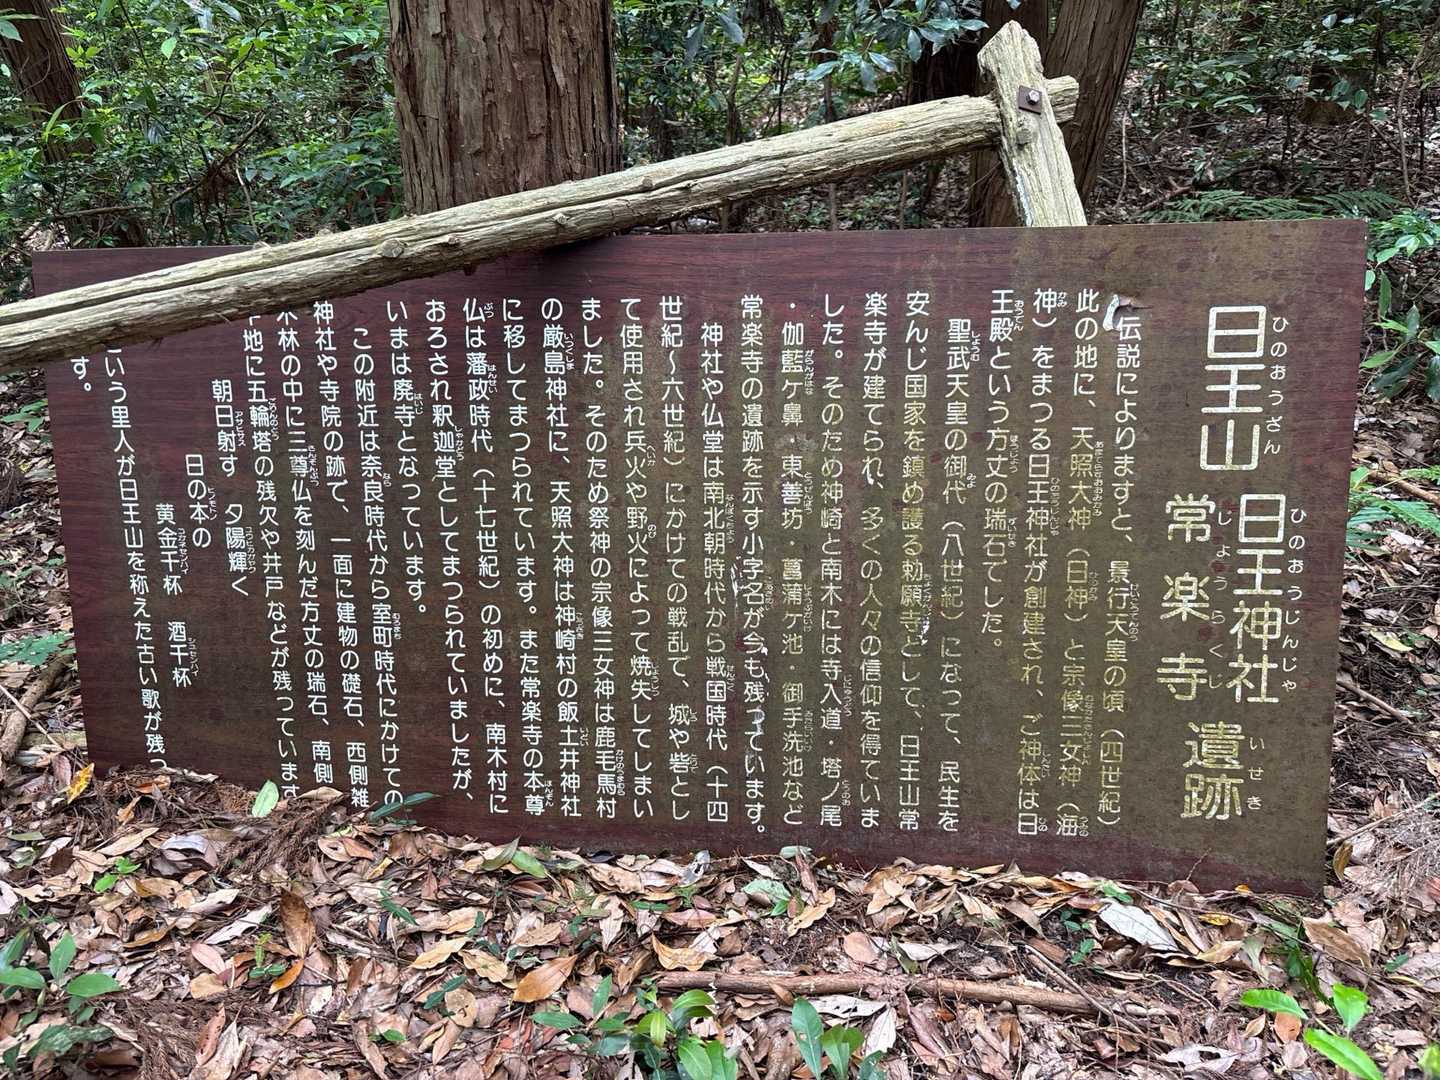 日王山 日王神社 常楽寺 遺跡
伝説によりますと、景行天皇の頃（四世紀）
此の地に、天照大神（日神）と宗像三女神（海
神）をまつる日王神社が創建され、ご神体は日
王殿という方丈の瑞石でした。
聖武天皇の御代（八世紀）になって、民生を
安んじ国家を鎮め護る勅願寺として、日王山常
楽寺が建てられ、多くの人々の信仰を得ていま
した。そのため神崎と南木には寺入道・塔ノ尾
・伽藍ヶ鼻・東善坊・菖蒲ヶ池・御手洗池など
常楽寺の遺跡を示す小字名が今も残っています。
神社や仏堂は南北朝時代から戦国時代（十四
世紀～六世紀）にかけての戦乱で、城や砦とし
て使用され兵火や野火によって焼失してしまい
ました。そのため祭神の宗像三女神は鹿毛馬村
の厳島神社に、天照大神は神崎村の飯土井神社
に移してまつられています。また常楽寺の本尊
仏は藩政時代（十七世紀）の初めに、南木村に
おろされ釈迦堂としてまつられていましたが、
いまは廃寺となっています。
この附近は奈良時代から室町時代にかけての
神社や寺院の跡で、一面に建物の礎石、西側雑
木林の中に三尊仏を刻んだ方丈の瑞石、南側
平地に五輪塔の残欠や井戸などが残っています
朝日射す 夕陽輝く
日の本の
黄金千杯 酒千杯
いう里人が日王山を称えた古い歌が残っ
す。